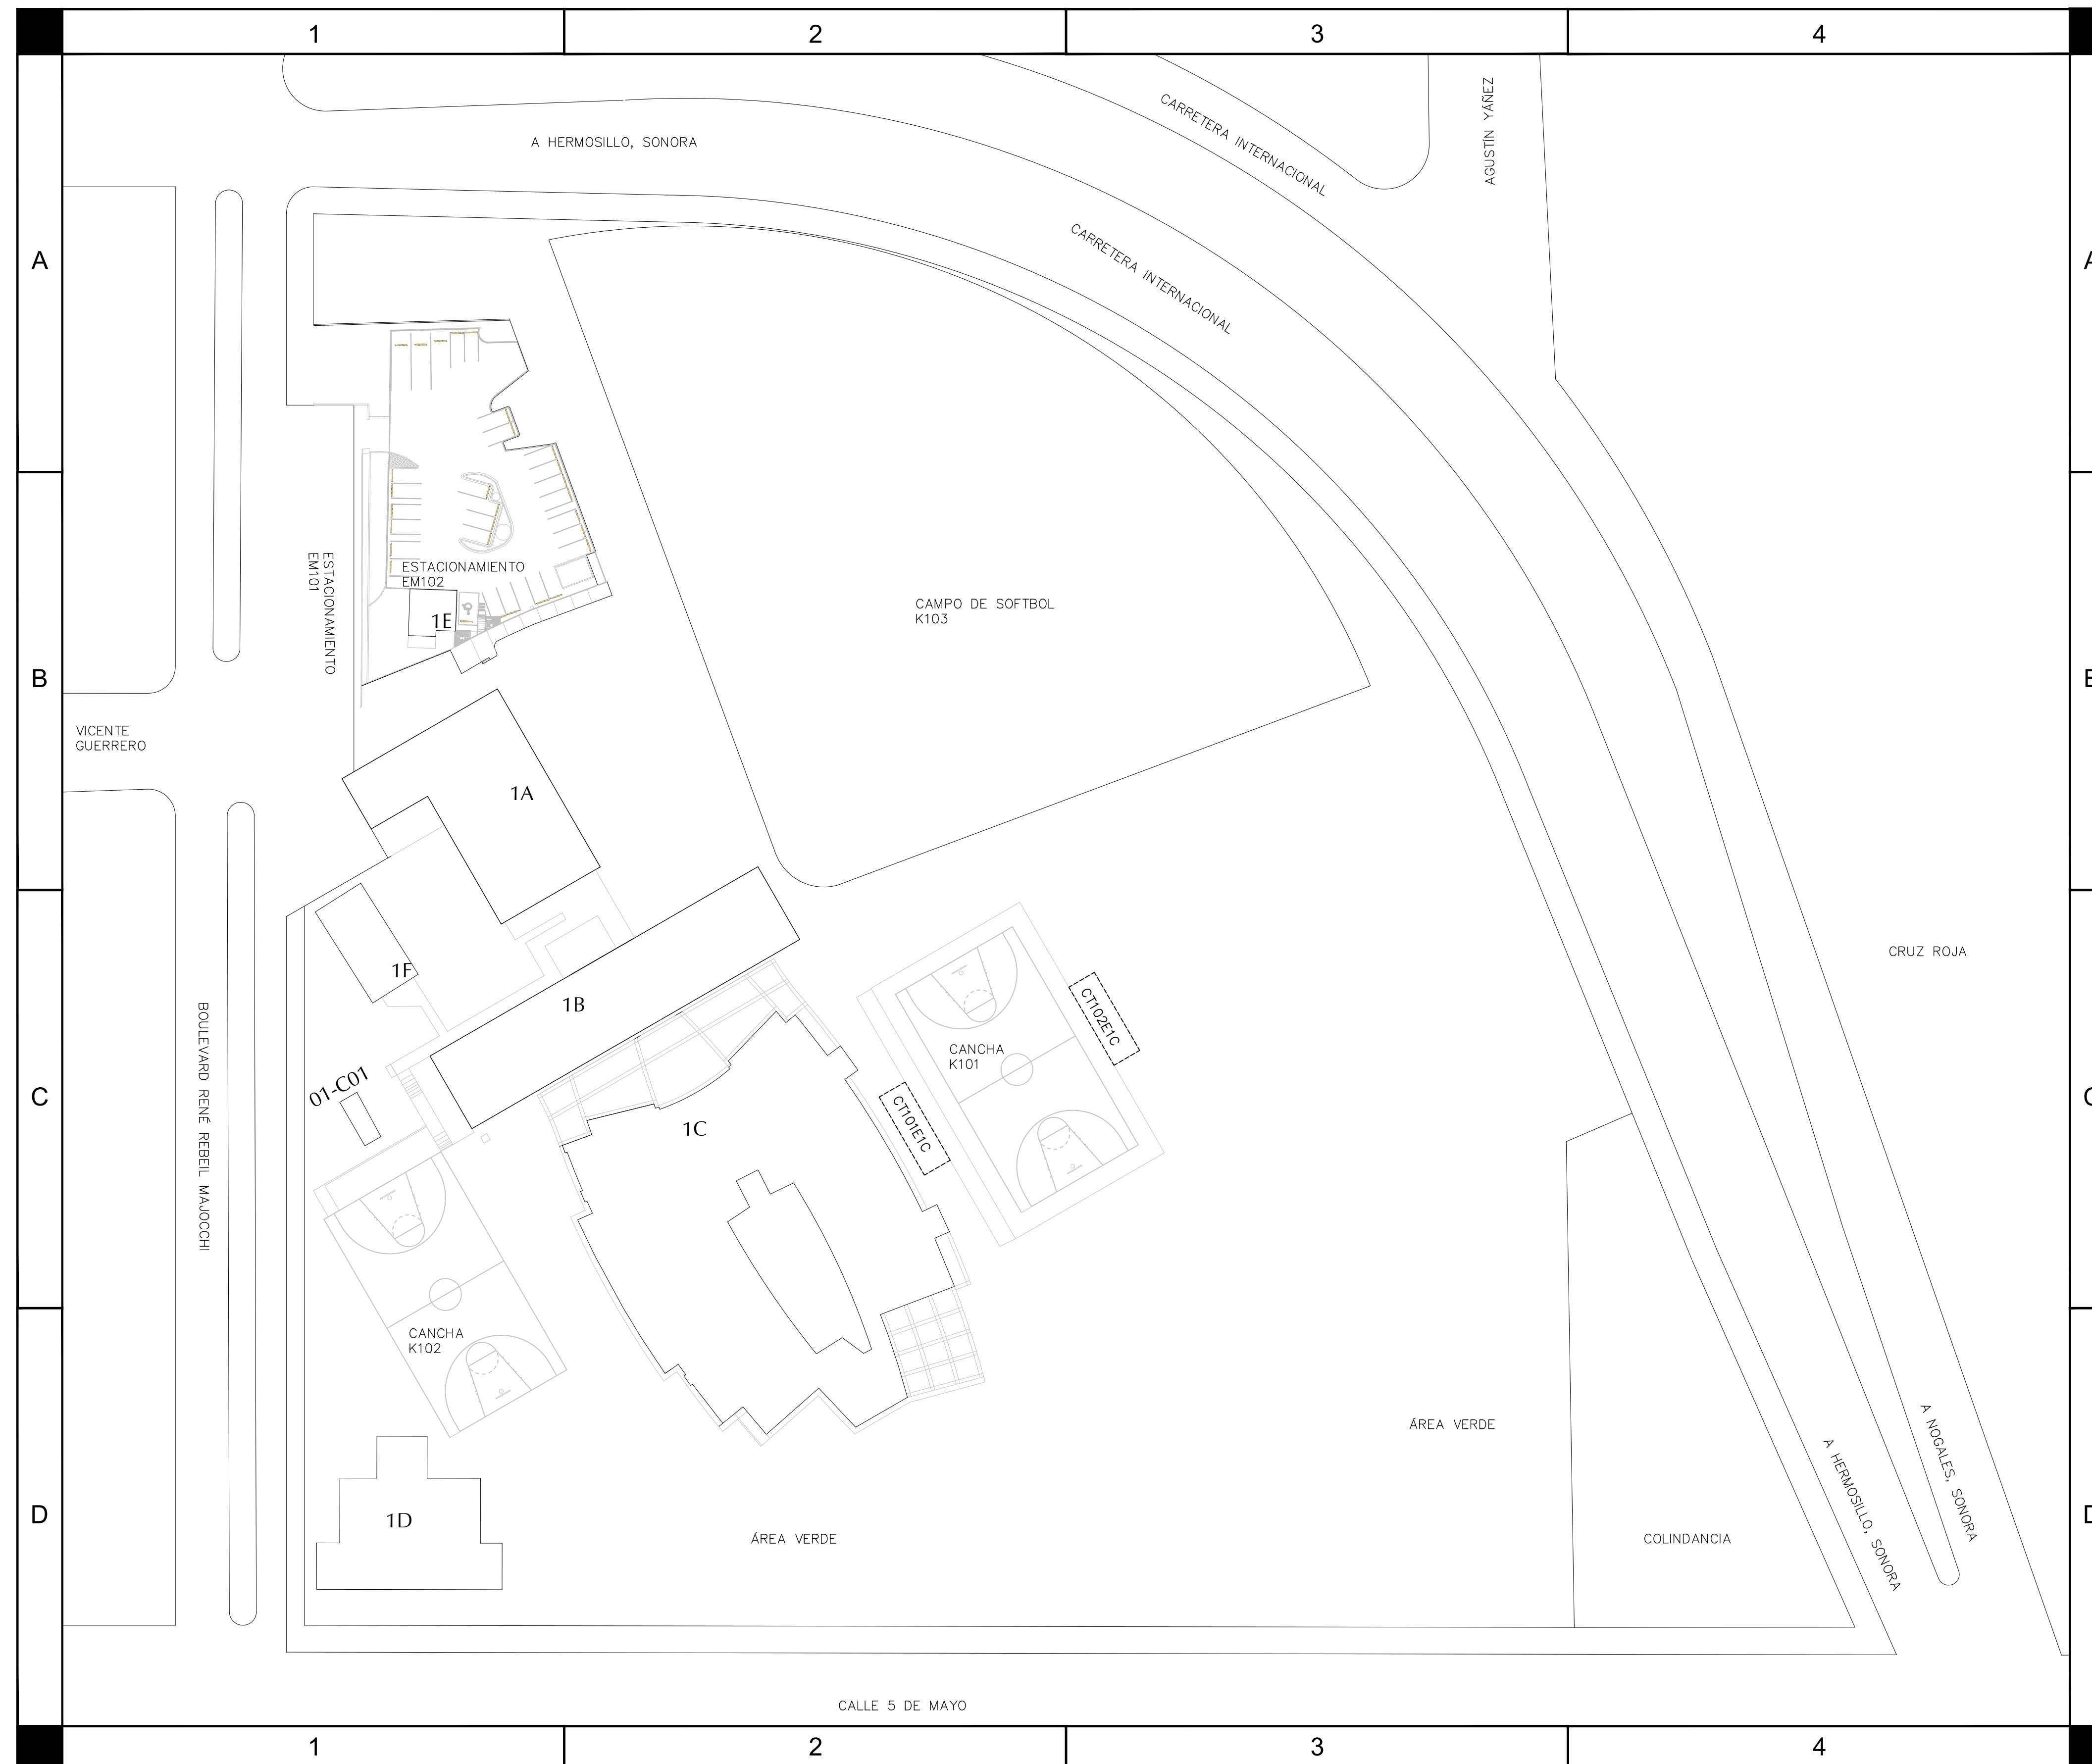 1
2
3
4
A HERMOSILLO, SONORA
CARRETERA INTERNACIONAL
AGUSTÍN YÁÑEZ
CARRETERA INTERNACIONAL
A
A
ESTACIONAMIENTO
EM101
ESTACIONAMIENTO
EM102
1E
CAMPO DE SOFTBOL
K103
B
B
VICENTE
GUERRERO
1A
1F
1B
CRUZ ROJA
CT102E1C
CANCHA
K101
BOULEVARD RENÉ REBEIL MAJOCCHI
01-C01
C
C
CT101E1C
1C
CANCHA
K102
ÁREA VERDE
A NOGALES, SONORA
A HERMOSILLO, SONORA
D
D
1D
ÁREA VERDE
COLINDANCIA
CALLE 5 DE MAYO
1
2
3
4